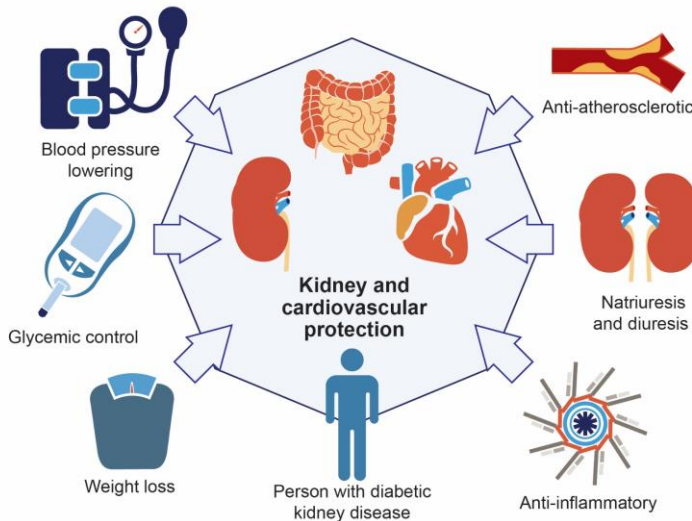 Blood pressure
lowering
Anti-atherosclerotic
Glycemic control
Kidney and
cardiovascular
protection
Natriuresis
and diuresis
Weight loss
Person with diabetic
kidney disease
Anti-inflammatory